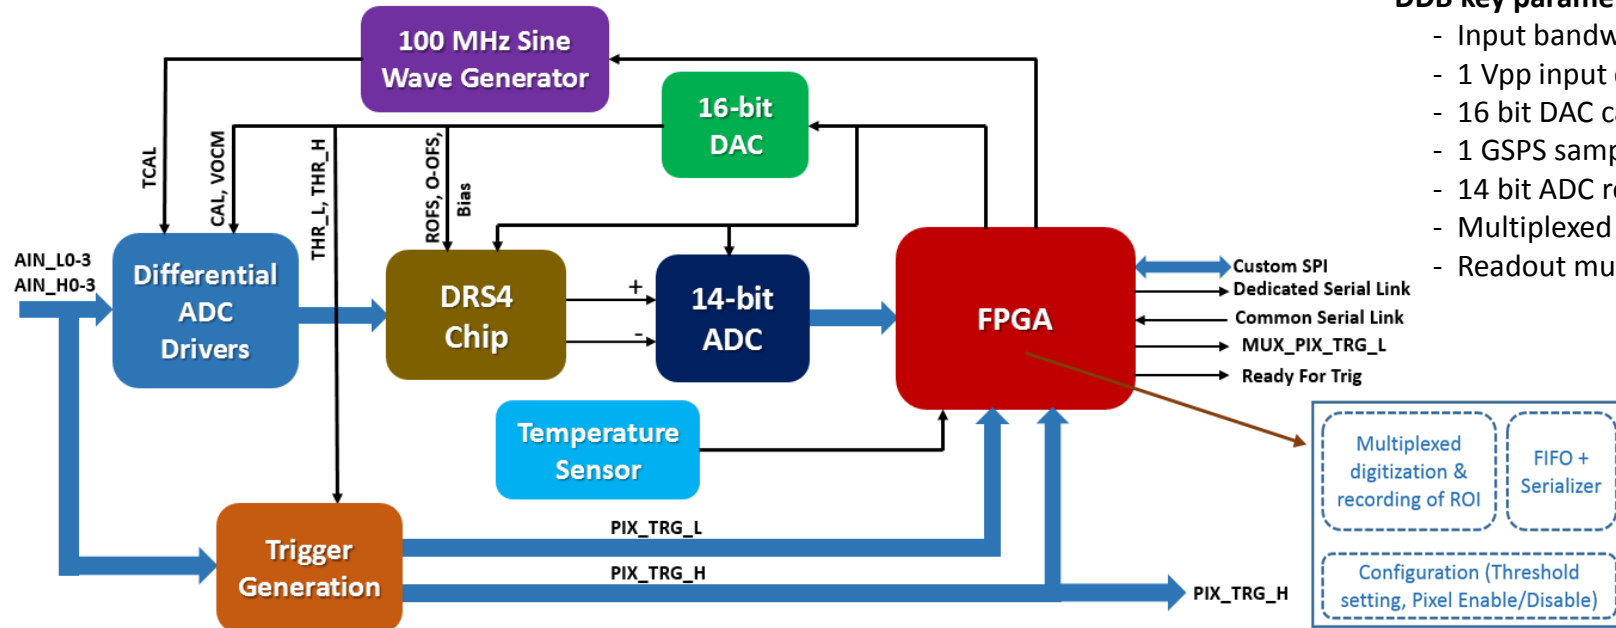 100 MHz Sine
Wave Generator
16-bit
DAC
TCAL
CAL, VOCM
THR_L, THR_H
ROFS, O-OFS,
Bias
AIN_L0-3
AIN_H0-3
Differential
ADC
Drivers
DRS4
Chip
+
-
14-bit
ADC
FPGA
Custom SPI
Dedicated Serial Link
Common Serial Link
MUX_PIX_TRG_L
Ready For Trig
Temperature
Sensor
Trigger
Generation
PIX_TRG_L
PIX_TRG_H
PIX_TRG_H
Multiplexed
digitization &
recording of ROI
FIFO +
Serializer
Configuration (Threshold
setting, Pixel Enable/Disable)
DDB key
- Input
- 1 Vpp input
- 16 bit DAC
- 1 GSPS
- 14 bit ADC
- Multiplexed
- Readout